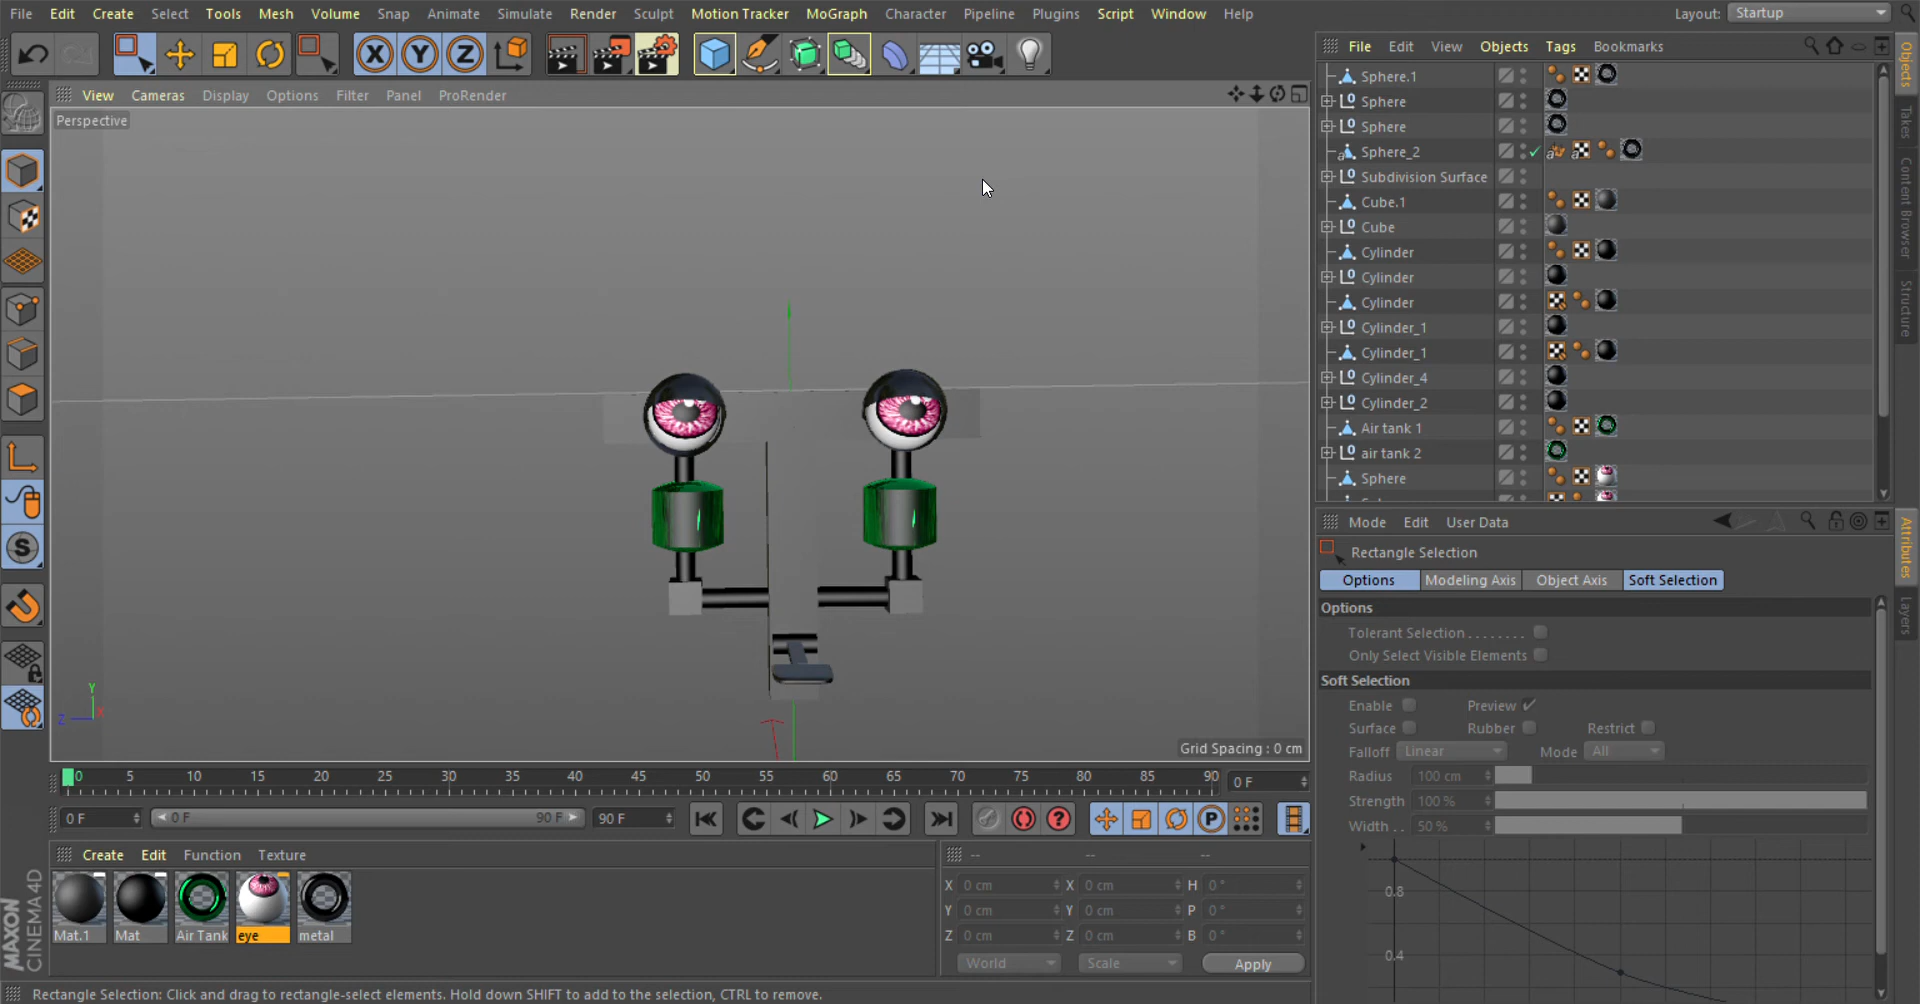 File Edit Create Select Tools Mesh Volume Snap Animate Simulate Render Sculpt Motion Tracker MoGraph Character Pipeline Plugins Script Window Help Layout: Startup
X Y Z
File Edit View Objects Tags Bookmarks
View Cameras Display Options Filter Panel ProRender
Perspective
Sphere.1
Sphere
Sphere
Sphere_2
Subdivision Surface
Cube.1
Cube
Cylinder
Cylinder
Cylinder
Cylinder_1
Cylinder_1
Cylinder_4
Cylinder_2
Air tank 1
air tank 2
Sphere
Objects
Takes
Content Browser
Structure
Y
Z X
Grid Spacing : 0 cm
Mode Edit User Data
Rectangle Selection
Options Modeling Axis Object Axis Soft Selection
Options
Tolerant Selection . . . . . . . .
Only Select Visible Elements
Soft Selection
Enable Preview
Surface Rubber Restrict
Falloff Linear Mode All
Radius 100 cm
Strength 100 %
Width . . 50 %
0.8
0.4
Attributes
Layers
0 5 10 15 20 25 30 35 40 45 50 55 60 65 70 75 80 85 90 0 F
0 F 0 F 90 F 90 F
P
Create Edit Function Texture
Mat.1 Mat Air Tank eye metal
-- -- --
X 0 cm X 0 cm H 0 °
Y 0 cm Y 0 cm P 0 °
Z 0 cm Z 0 cm B 0 °
World Scale Apply
MAXON
CINEMA4D
Rectangle Selection: Click and drag to rectangle-select elements. Hold down SHIFT to add to the selection, CTRL to remove.